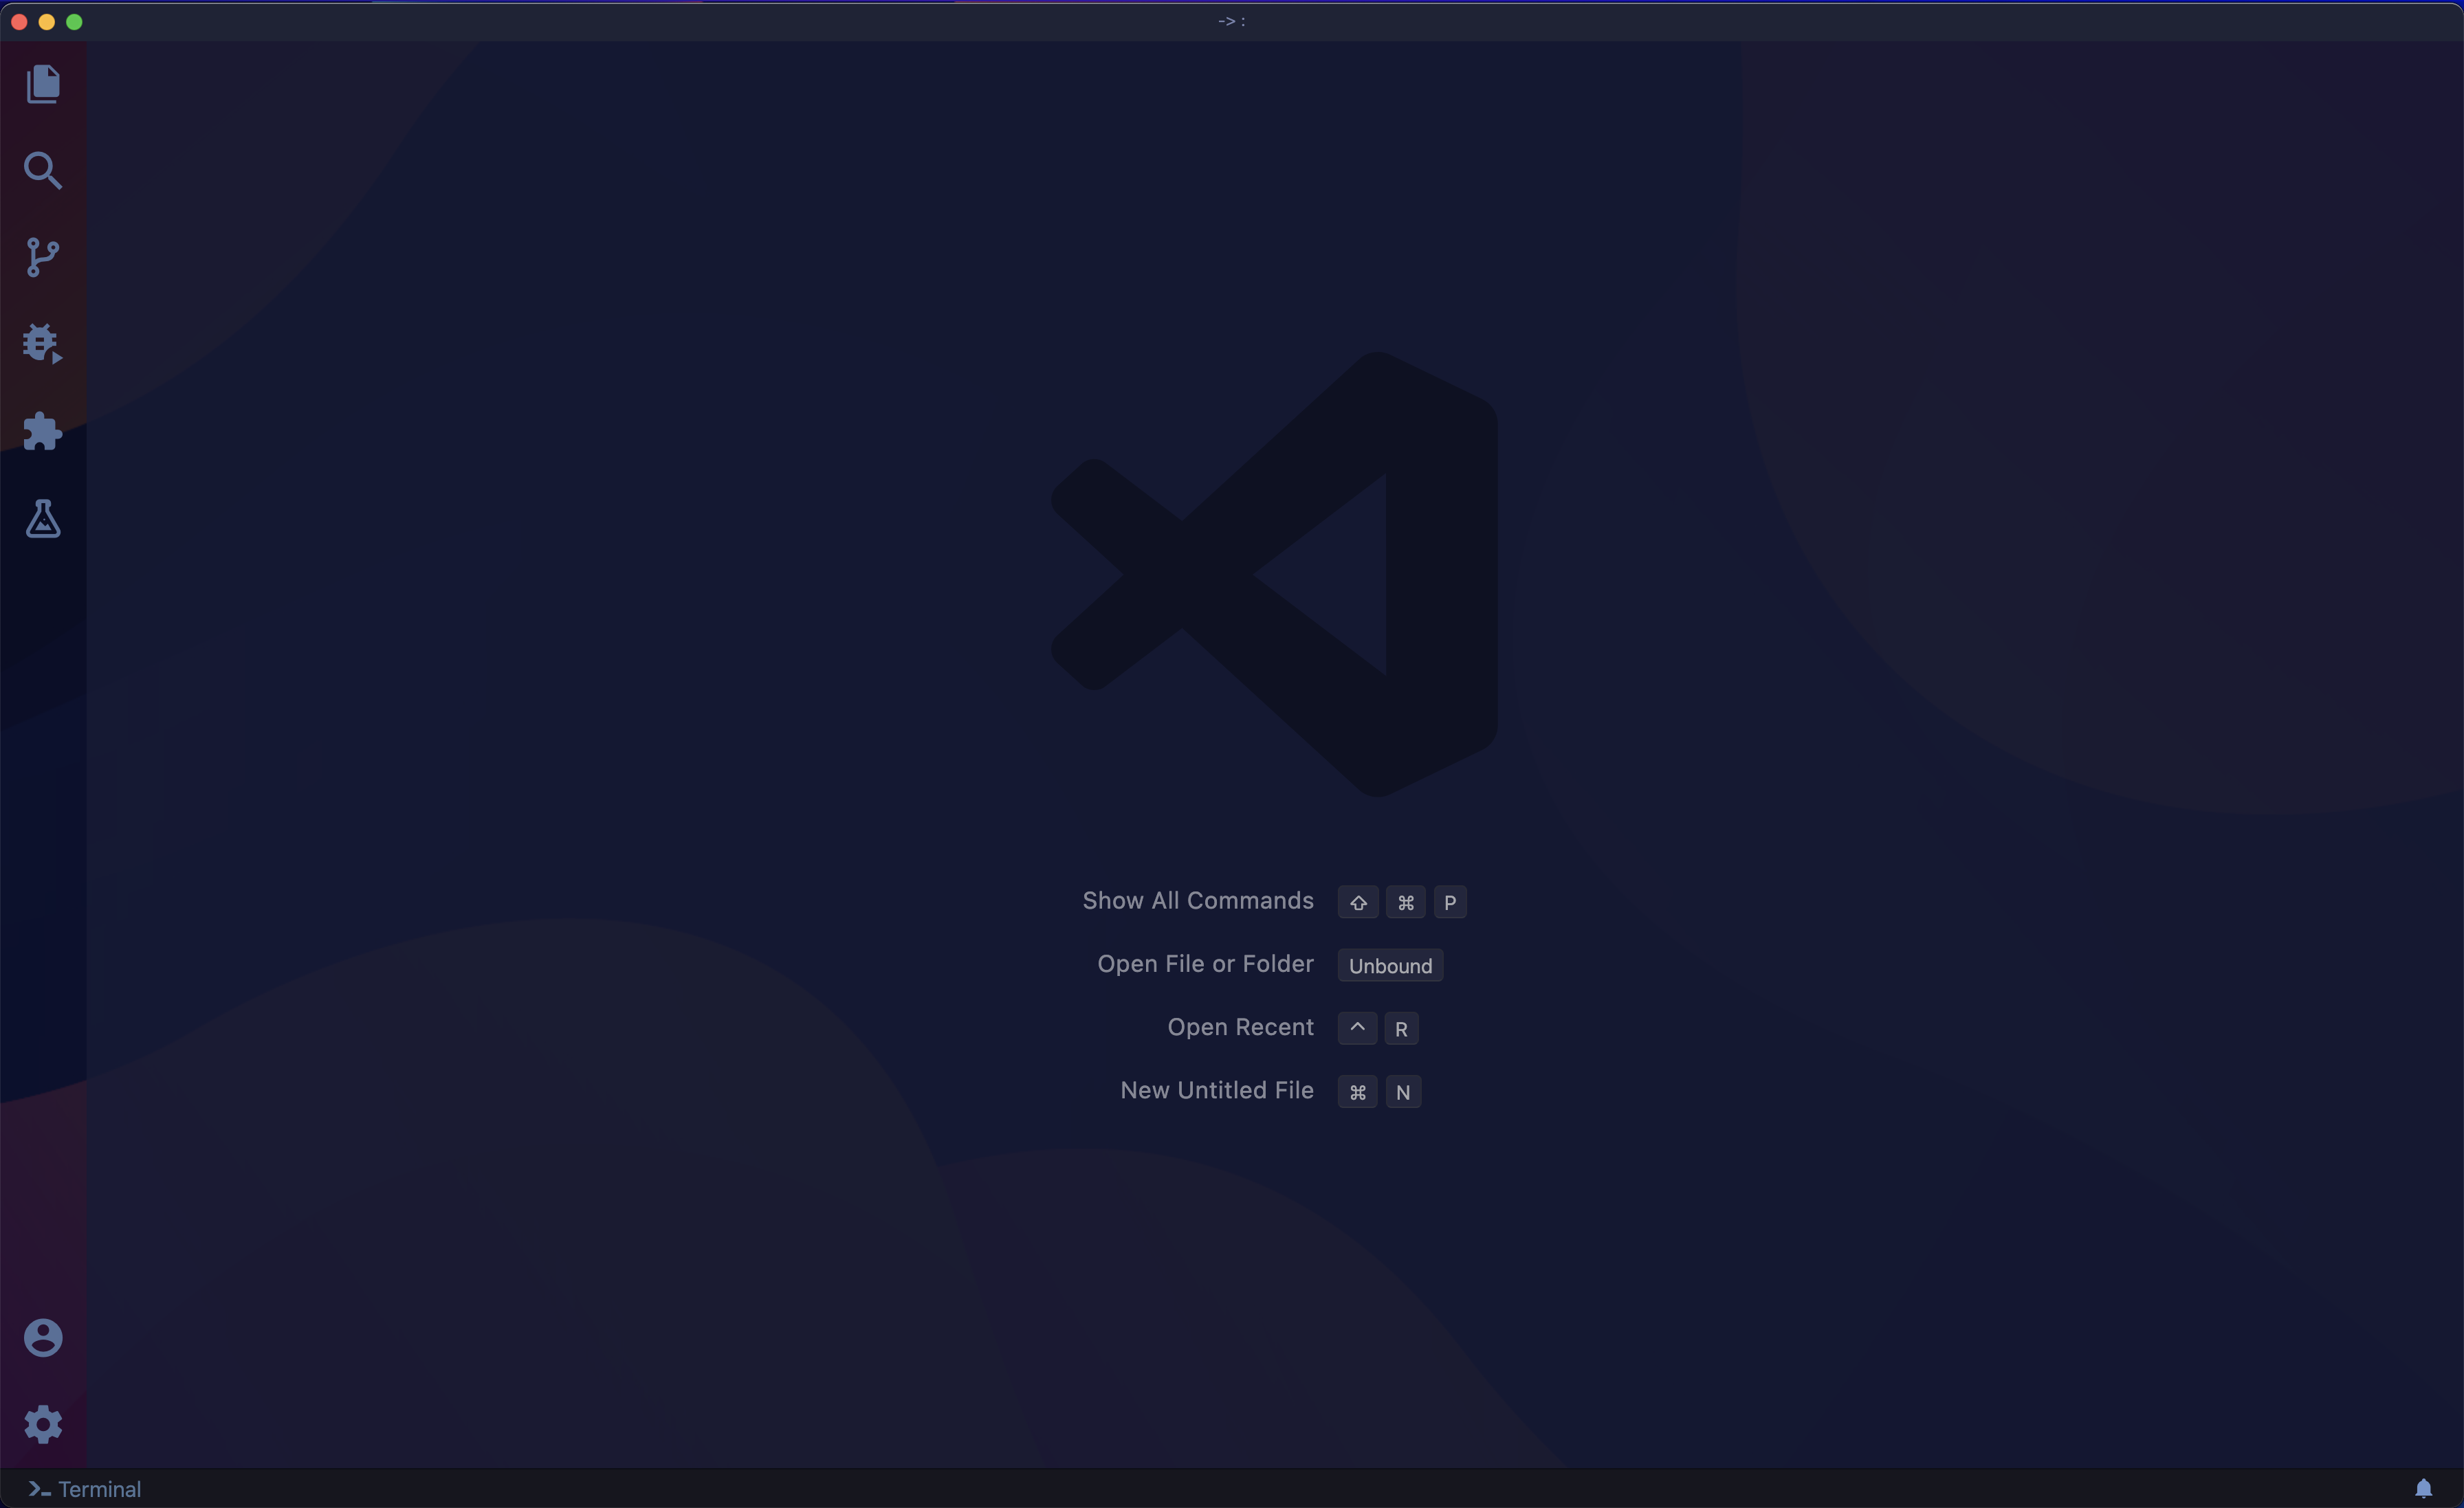 ->:
Show All Commands ⇧ ⌘ P
Open File or Folder Unbound
Open Recent ^ R
New Untitled File ⌘ N
Terminal